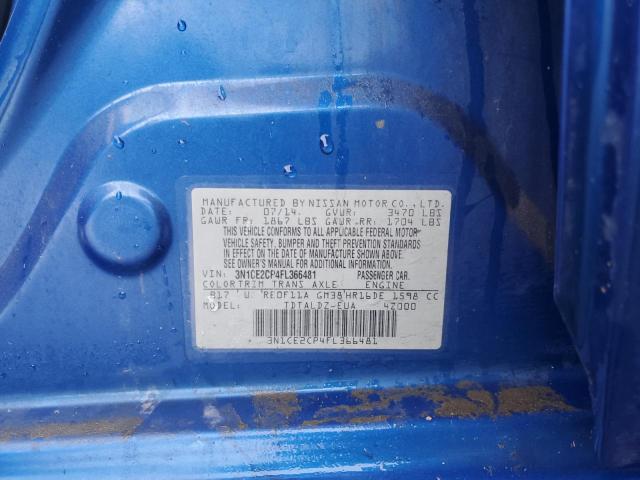 MANUFACTURED BY NISSAN MOTOR CO., LTD.
DATE: 07/14. GVWR: 3470 LBS
GAWR FR: 1867 LBS GAWR RR: 1704 LBS
THIS VEHICLE CONFORMS TO ALL APPLICABLE FEDERAL MOTOR
VEHICLE SAFETY, BUMPER AND THEFT PREVENTION STANDARDS
IN EFFECT ON THE DATE OF MANUFACTURE SHOWN ABOVE.
SEE OWNER'S MANUAL FOR ADDITIONAL INFORMATION.
VIN: 3N1CE2CP4FL366481 PASSENGER CAR.
COLOR TRIM TRANS AXLE ENGINE
B17 W RE0F11A GM38 HR16DE 1598 CC
TDTALDZ-EUA 4Z000
3N1CE2CP4FL366481